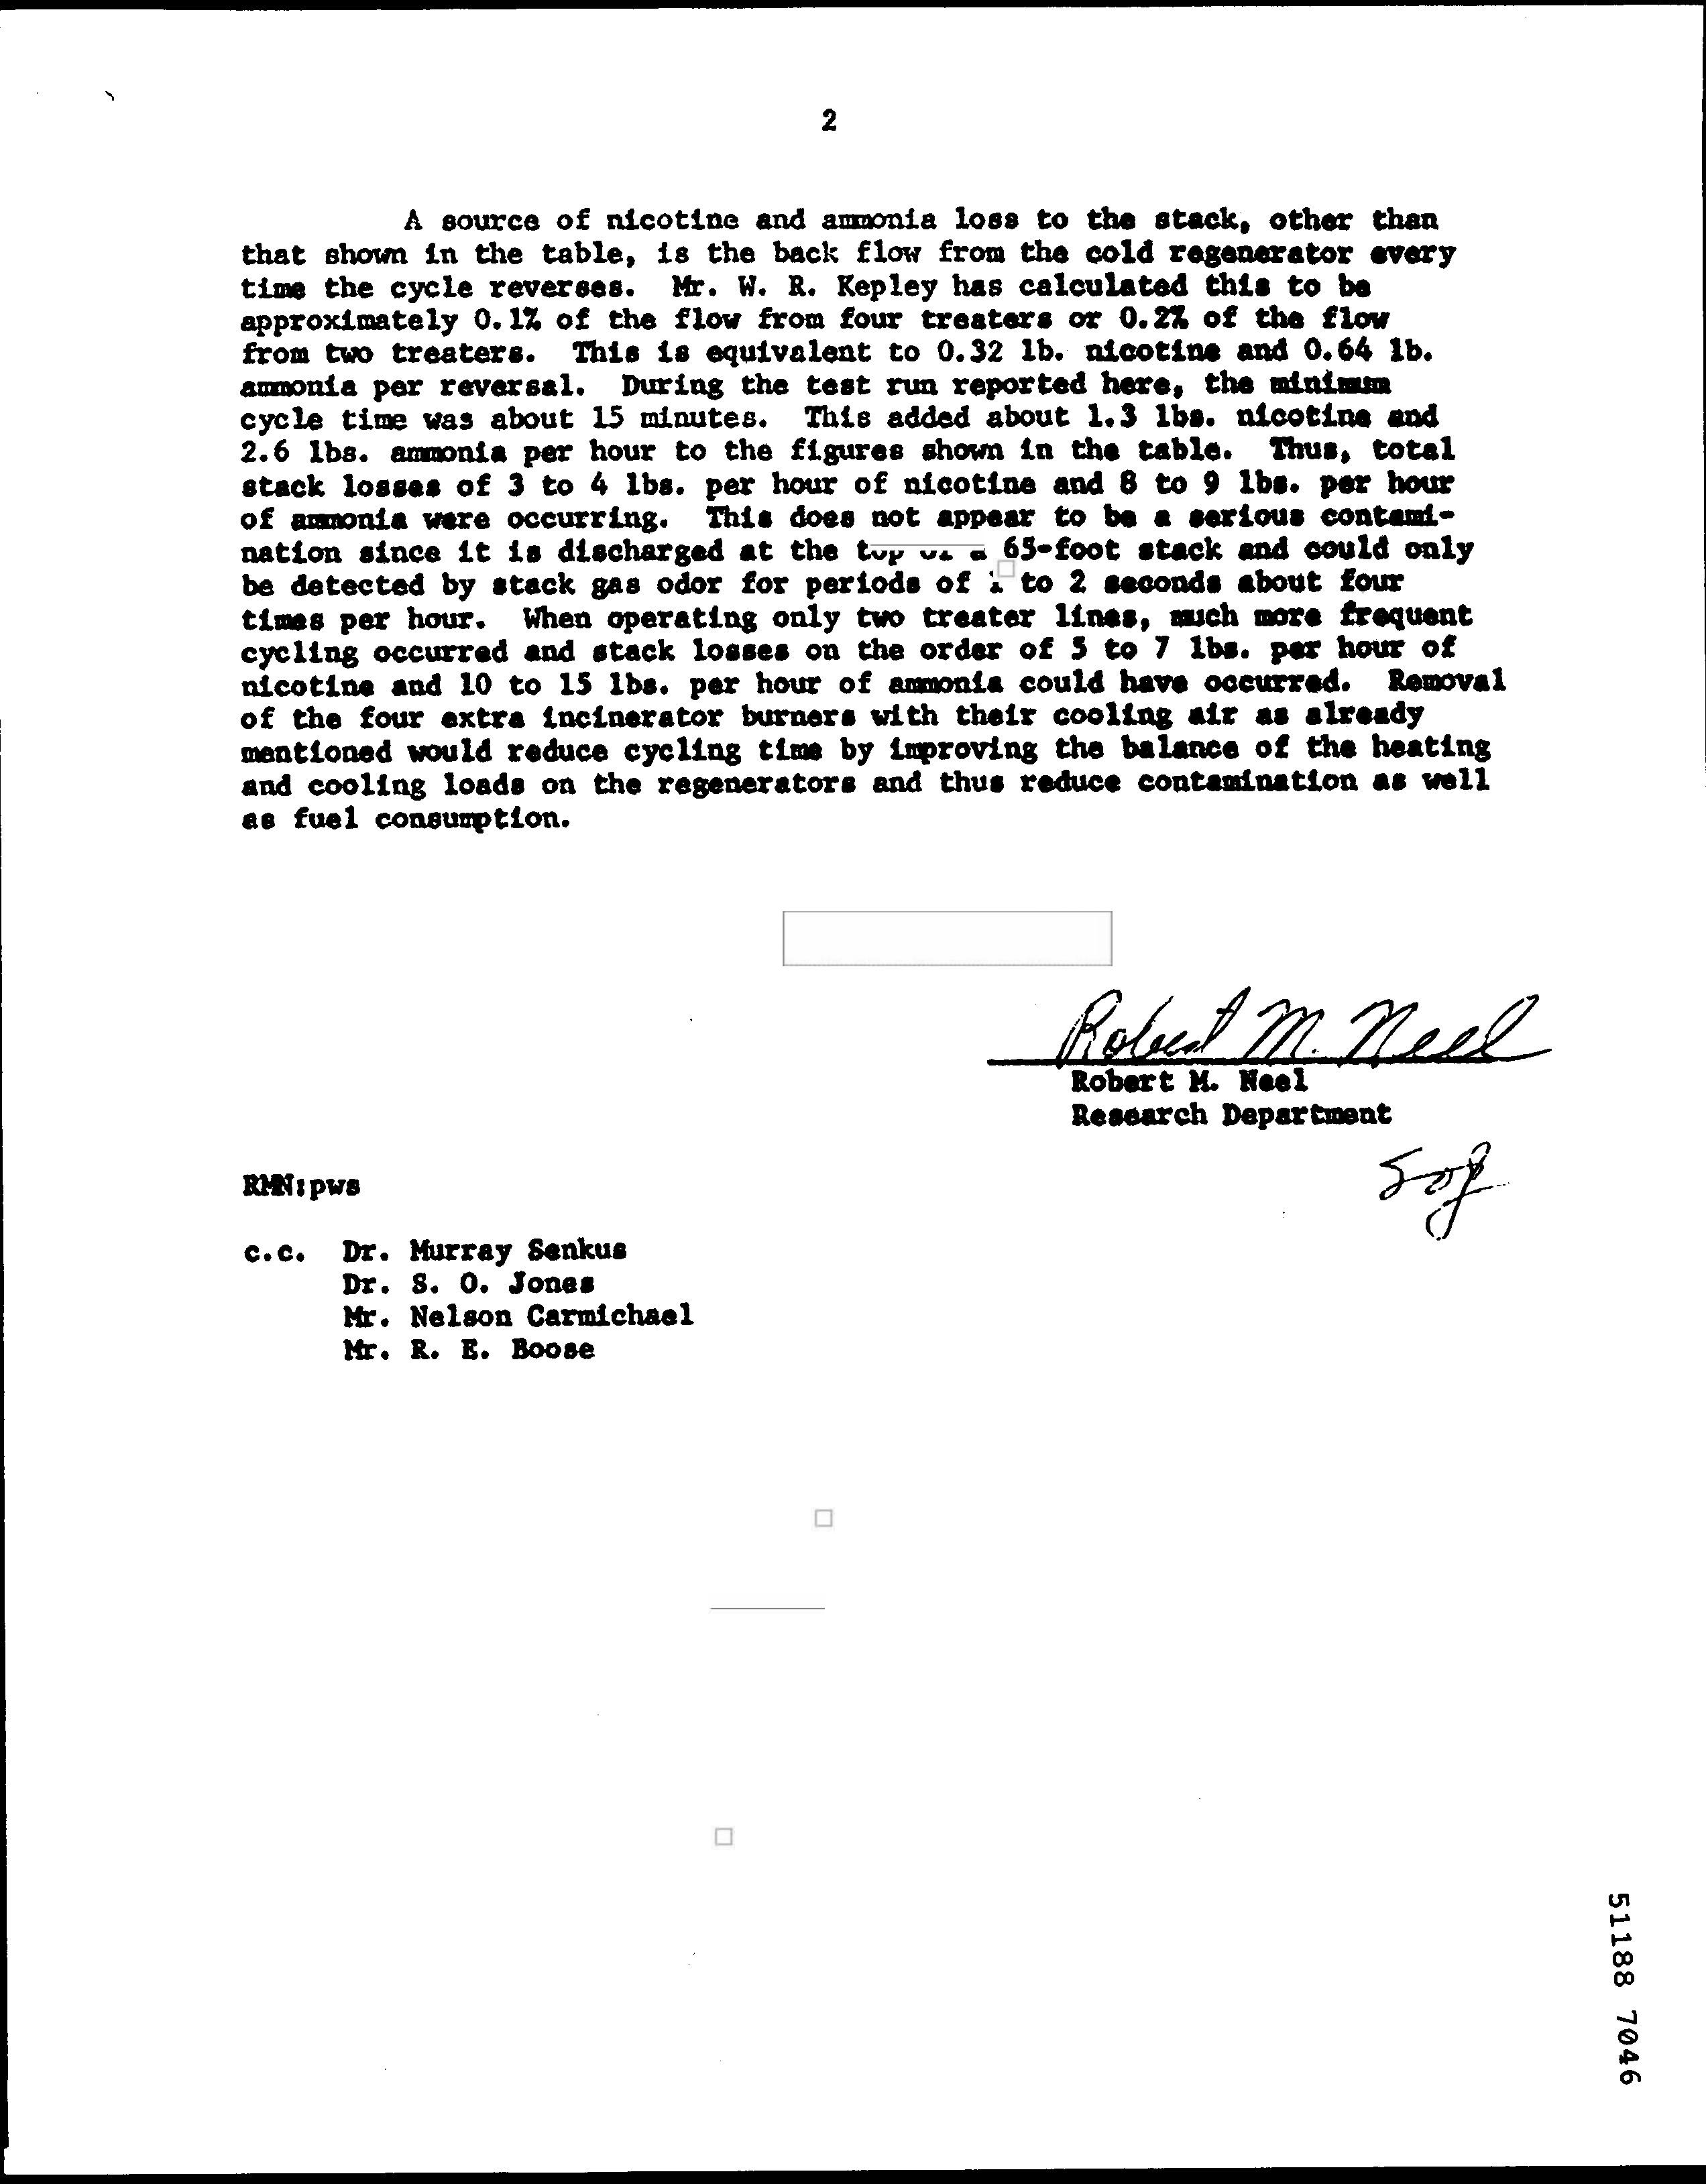 2
A source of nicotine and ammonia loss to the stack, other than
that shown in the table, is the back flow from the cold regenerator every
time the cycle reverses. Mr. W. R. Kepley has calculated this to be
approximately 0.1% of the flow from four treaters or 0.2% of the flow
from two treaters. This is equivalent to 0.32 lb. nicotine and 0.64 lb.
ammonia per reversal. During the test run reported here, the minimum
cycle time was about 15 minutes. This added about 1.3 lbs. nicotine and
2.6 lbs. ammonia per hour to the figures shown in the table. Thus, total
stack losses of 3 to 4 lbs. per hour of nicotine and 8 to 9 lbs. per hour
of ammonia were occurring. This does not appear to be a serious contami-
nation since it is discharged at the top of a 65-foot stack and could only
be detected by stack gas odor for periods of 1 to 2 seconds about four
times per hour. When operating only two treater lines, much more frequent
cycling occurred and stack losses on the order of 5 to 7 lbs. per hour of
nicotine and 10 to 15 lbs. per hour of ammonia could have occurred. Removal
of the four extra incinerator burners with their cooling air as already
mentioned would reduce cycling time by improving the balance of the heating
and cooling loads on the regenerators and thus reduce contamination as well
as fuel consumption.
Robert M. Neel
Robert M. Neel
Research Department
RMN:pws
c.c. Dr. Murray Senkus
Dr. S. O. Jones
Mr. Nelson Carmichael
Mr. R. E. Boose
51188 7046